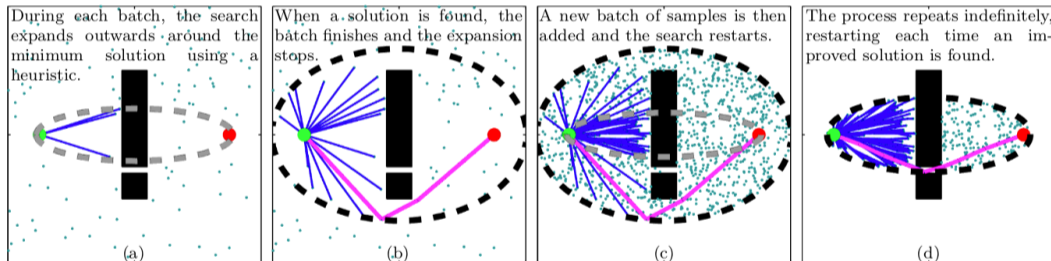 During each batch, the search
expands outwards around the
minimum solution using a
heuristic.
(a)
When a solution is found, the
batch finishes and the expansion
stops.
(b)
A new batch of samples is then
added and the search restarts.
(c)
The process repeats indefinitely,
restarting each time an im-
proved solution is found.
(d)